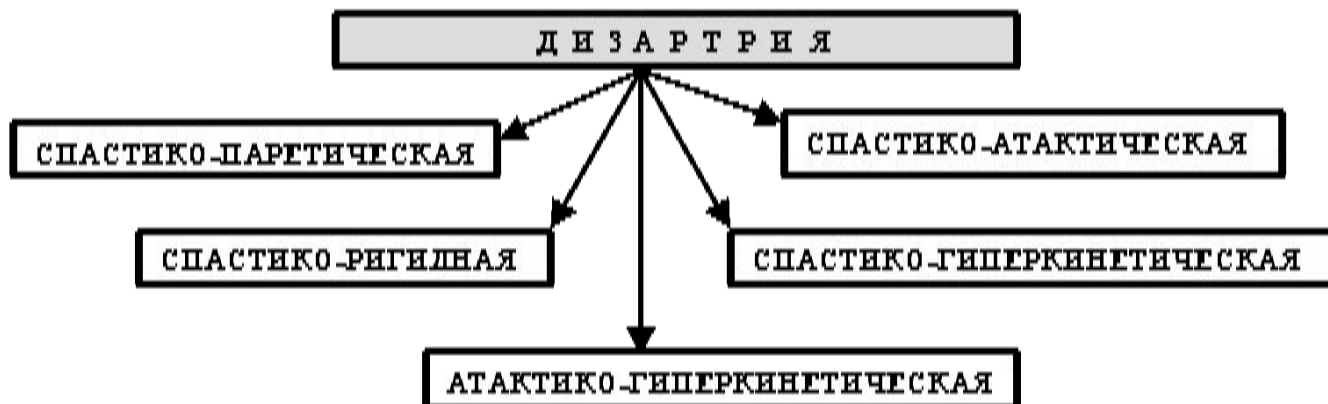 ДИЗАРТРИЯ
СПАСТИКО-ПАРЕТИЧЕСКАЯ
СПАСТИКО-АТАКТИЧЕСКАЯ
СПАСТИКО-РИГИДНАЯ
СПАСТИКО-ГИПЕРКИНЕТИЧЕСКАЯ
АТАКТИКО-ГИПЕРКИНЕТИЧЕСКАЯ